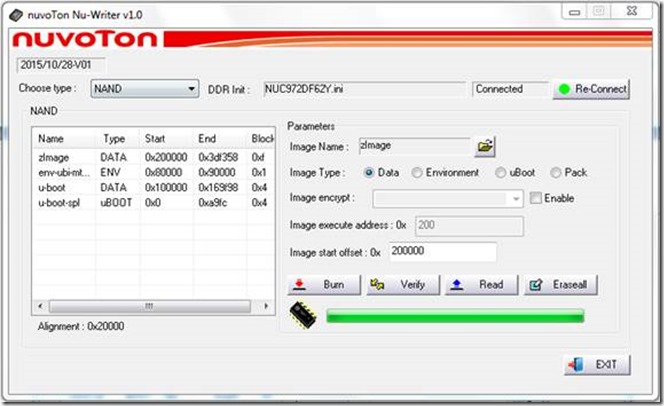 nuvoTon Nu-Writer v1.0
nuvoTon
2015/10/28-V01
Choose type : NAND DDR Init : NUC972DF62Y.ini Connected Re-Connect
NAND
Name Type Start End Block
zImage DATA 0x200000 0x3df358 0xf
env-ubi-mt... ENV 0x80000 0x90000 0x1
u-boot DATA 0x100000 0x169f98 0x4
u-boot-spl uBOOT 0x0 0xa9fc 0x4
Alignment : 0x20000
Parameters
Image Name : zImage
Image Type : Data Environment uBoot Pack
Image encrypt : Enable
Image execute address : 0x 200
Image start offset : 0x 200000
Burn Verify Read Eraseall
EXIT